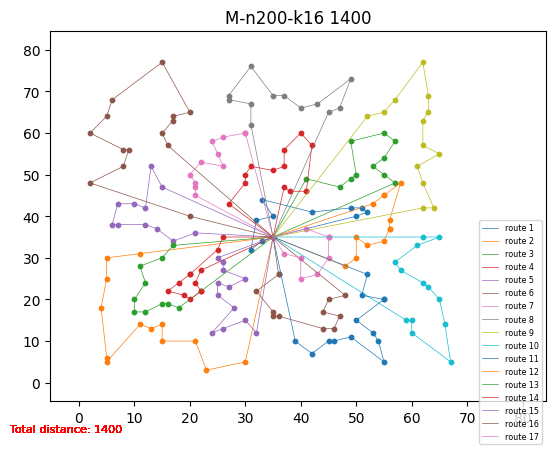 M-n200-k16 1400
80
70
60
50
40
30
20
10
0
0 10 20 30 40 50 60 70 80
route 1
route 2
route 3
route 4
route 5
route 6
route 7
route 8
route 9
route 10
route 11
route 12
route 13
route 14
route 15
route 16
route 17
Total distance: 1400